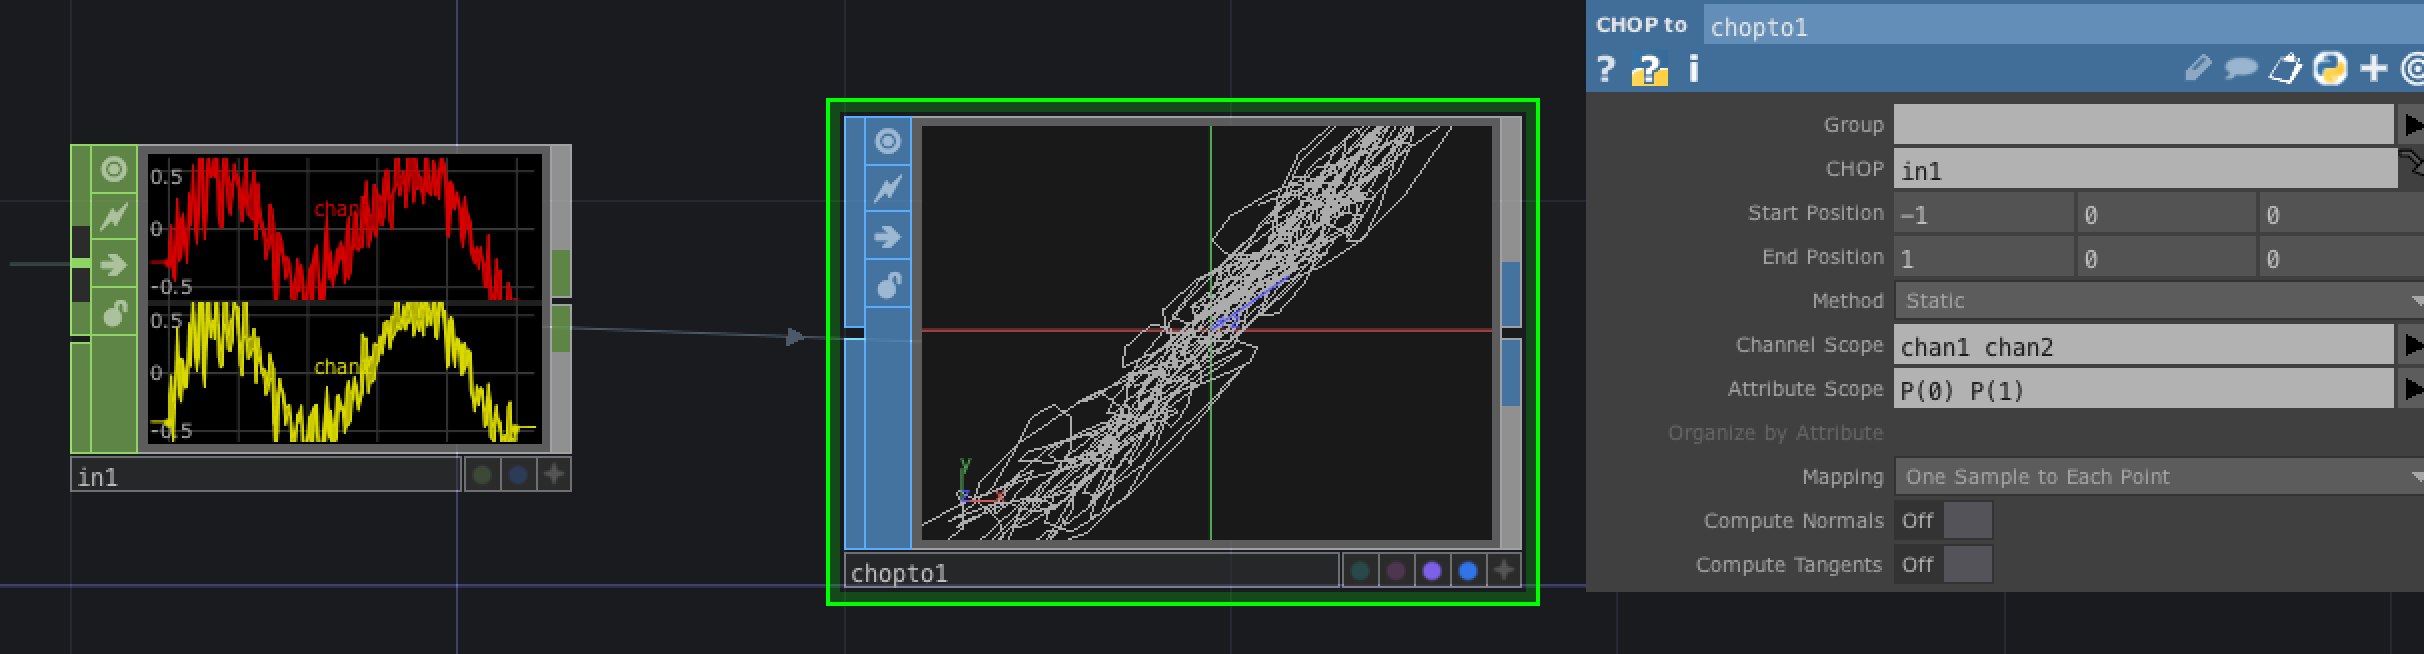 0.5
chan
0
-0.5
0.5
chan
0
-0.5
in1
y
x
chopto1
CHOP to chopto1
? ? i
Group
CHOP in1
Start Position -1 0 0
End Position 1 0 0
Method Static
Channel Scope chan1 chan2
Attribute Scope P(0) P(1)
Organize by Attribute
Mapping One Sample to Each Point
Compute Normals Off
Compute Tangents Off